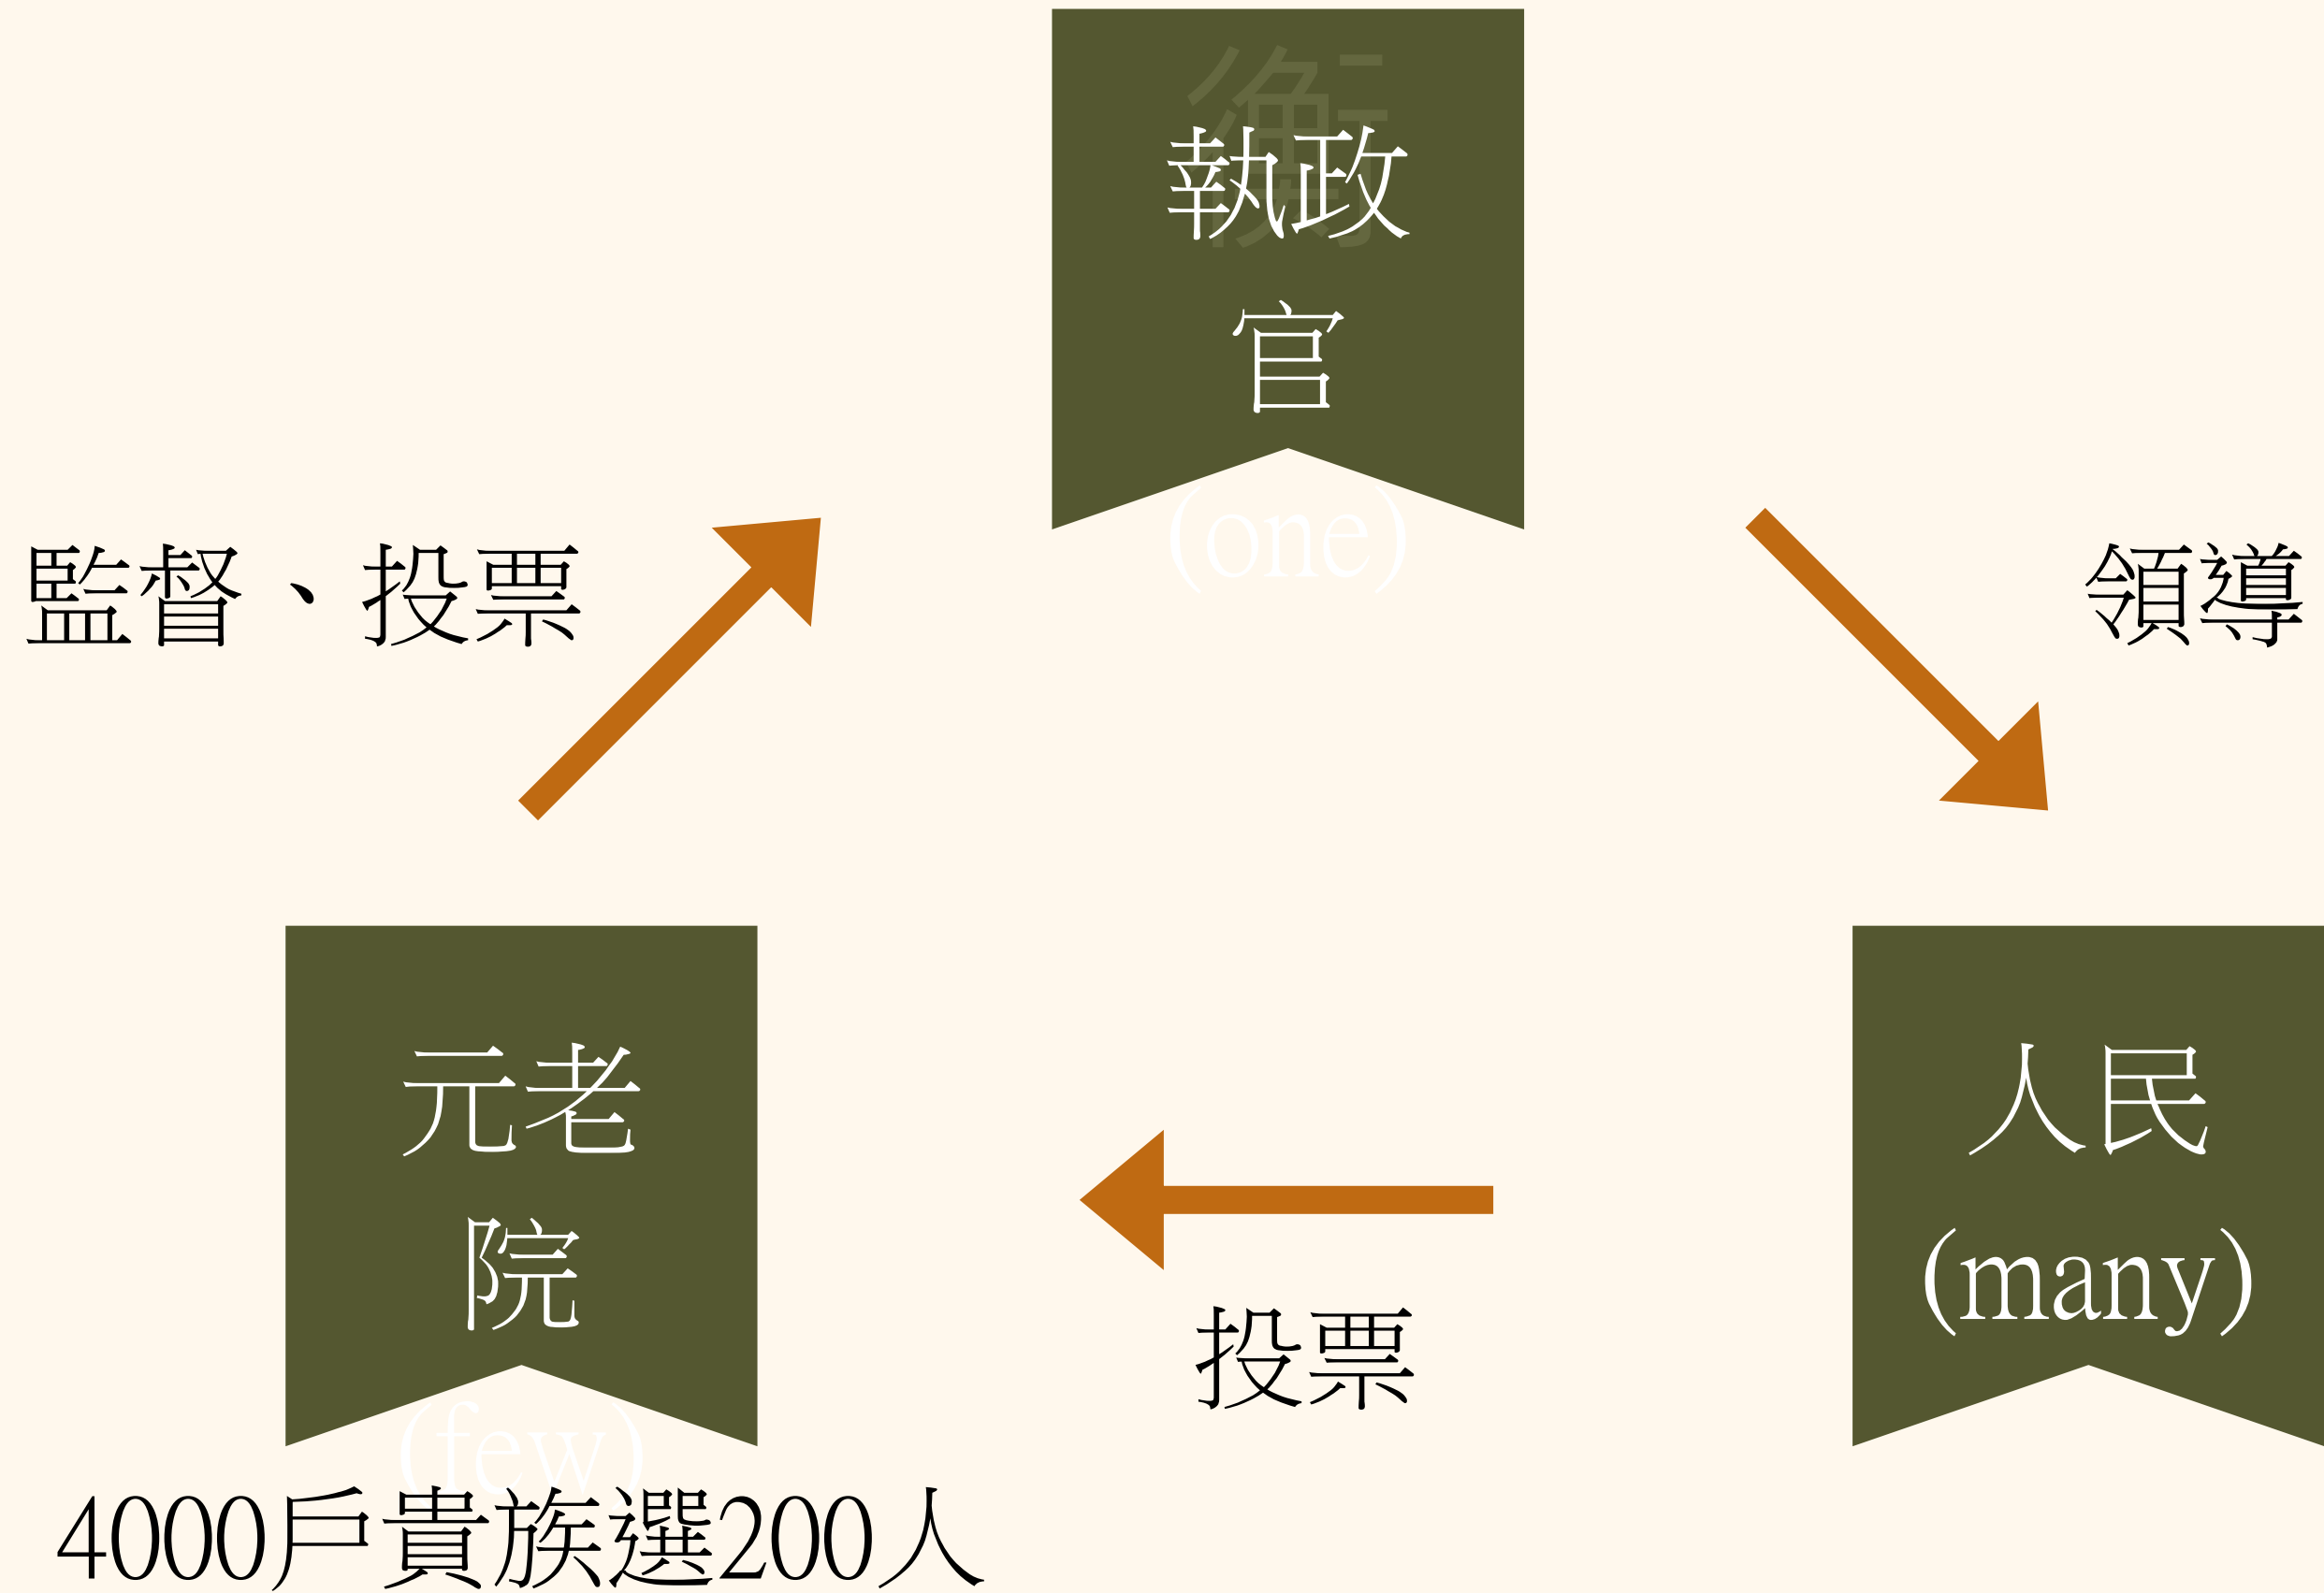 衡
執政
官
(one)
監督、投票
領導
元老
院
(few)
人民
(many)
投票
4000戶貴族選200人